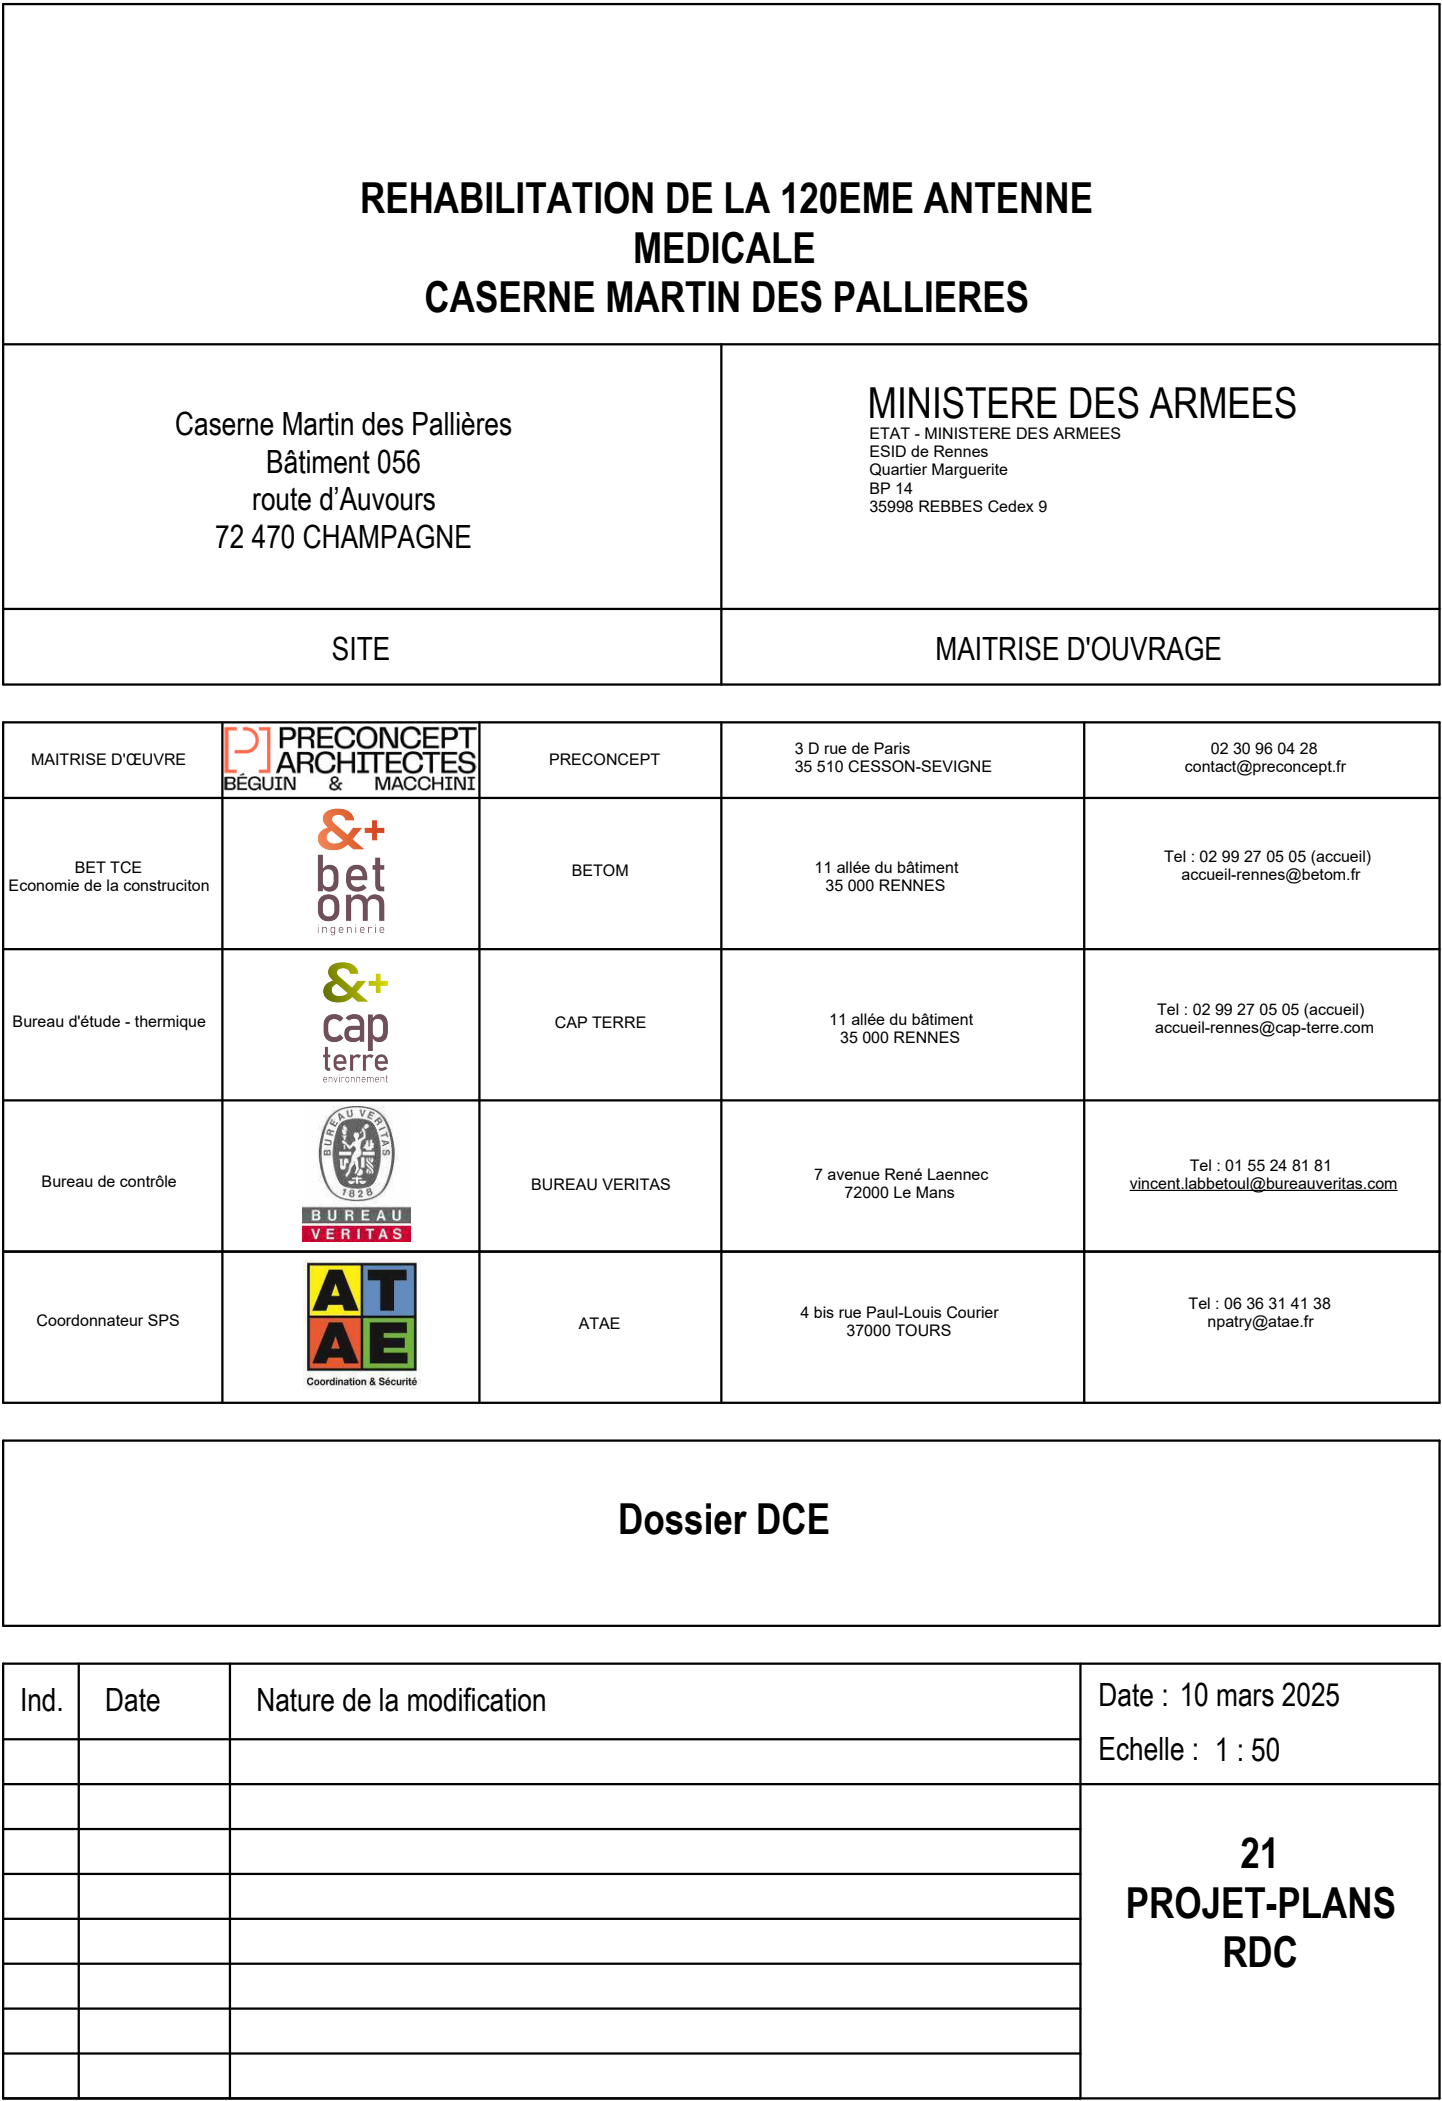 REHABILITATION DE LA 120EME ANTENNE
MEDICALE
CASERNE MARTIN DES PALLIERES
Caserne Martin des Pallières
Bâtiment 056
route d’Auvours
72 470 CHAMPAGNE
MINISTERE DES ARMEES
ETAT - MINISTERE DES ARMEES
ESID de Rennes
Quartier Marguerite
BP 14
35998 REBBES Cedex 9
SITE
MAITRISE D'OUVRAGE
MAITRISE D'ŒUVRE
PRECONCEPT
ARCHITECTES
BÉGUIN & MACCHINI
PRECONCEPT
3 D rue de Paris
35 510 CESSON-SEVIGNE
02 30 96 04 28
contact@preconcept.fr
BET TCE
Economie de la construciton
&+
bet
om
ingenierie
BETOM
11 allée du bâtiment
35 000 RENNES
Tel : 02 99 27 05 05 (accueil)
accueil-rennes@betom.fr
Bureau d'étude - thermique
&+
cap
terre
environnement
CAP TERRE
11 allée du bâtiment
35 000 RENNES
Tel : 02 99 27 05 05 (accueil)
accueil-rennes@cap-terre.com
Bureau de contrôle
BUREAU VERITAS
1828
BUREAU
VERITAS
BUREAU VERITAS
7 avenue René Laennec
72000 Le Mans
Tel : 01 55 24 81 81
vincent.labbetoul@bureauveritas.com
Coordonnateur SPS
AT
AE
Coordination & Sécurité
ATAE
4 bis rue Paul-Louis Courier
37000 TOURS
Tel : 06 36 31 41 38
npatry@atae.fr
Dossier DCE
Ind.
Date
Nature de la modification
Date : 10 mars 2025
Echelle : 1 : 50
21
PROJET-PLANS
RDC